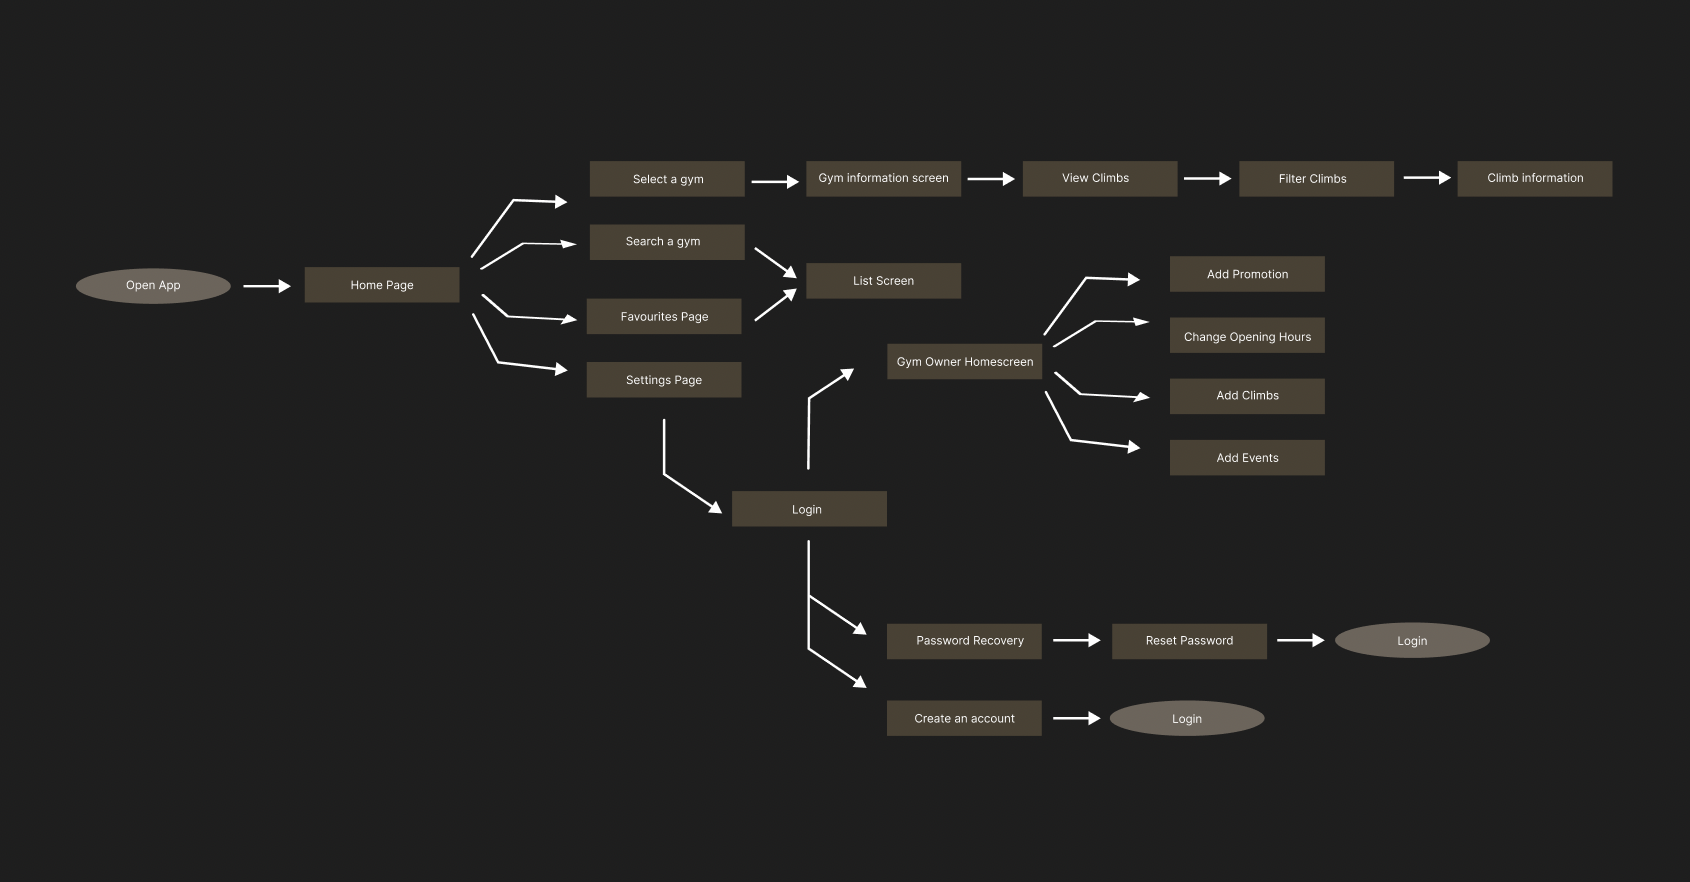 Open App
Home Page
Select a gym
Gym information screen
View Climbs
Filter Climbs
Climb information
Search a gym
List Screen
Favourites Page
Settings Page
Gym Owner Homescreen
Add Promotion
Change Opening Hours
Add Climbs
Add Events
Login
Password Recovery
Reset Password
Login
Create an account
Login